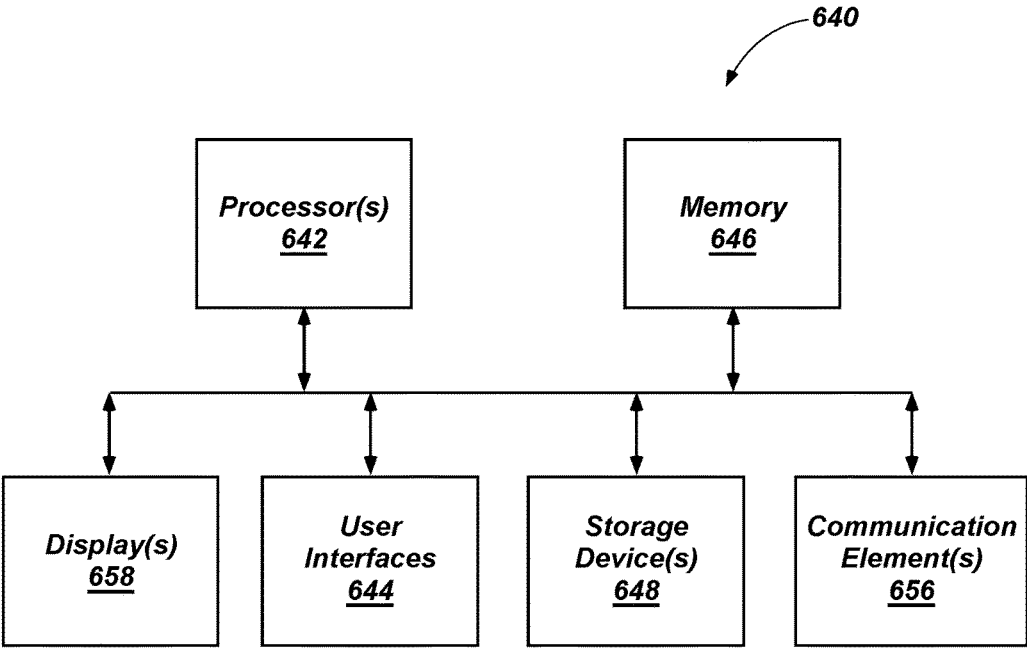 640
Processor(s)
642
Memory
646
Display(s)
658
User
Interfaces
644
Storage
Device(s)
648
Communication
Element(s)
656